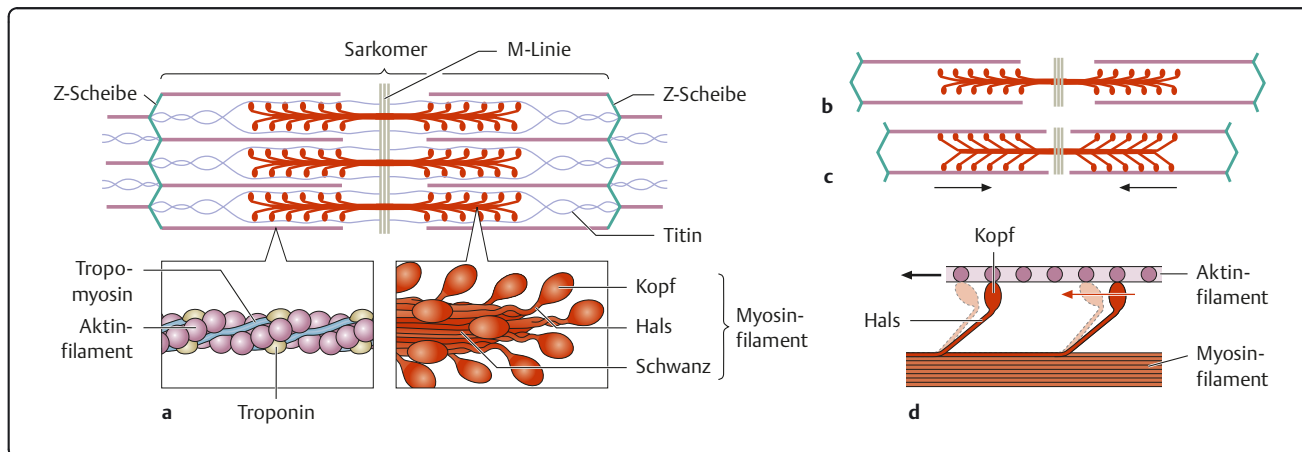 Sarkomer
M-Linie
Z-Scheibe
Z-Scheibe
Titin
Tropo-
myosin
Aktin-
filament
Troponin
Kopf
Hals
Schwanz
Myosin-
filament
a
b
c
Kopf
Aktin-
filament
Hals
Myosin-
filament
d